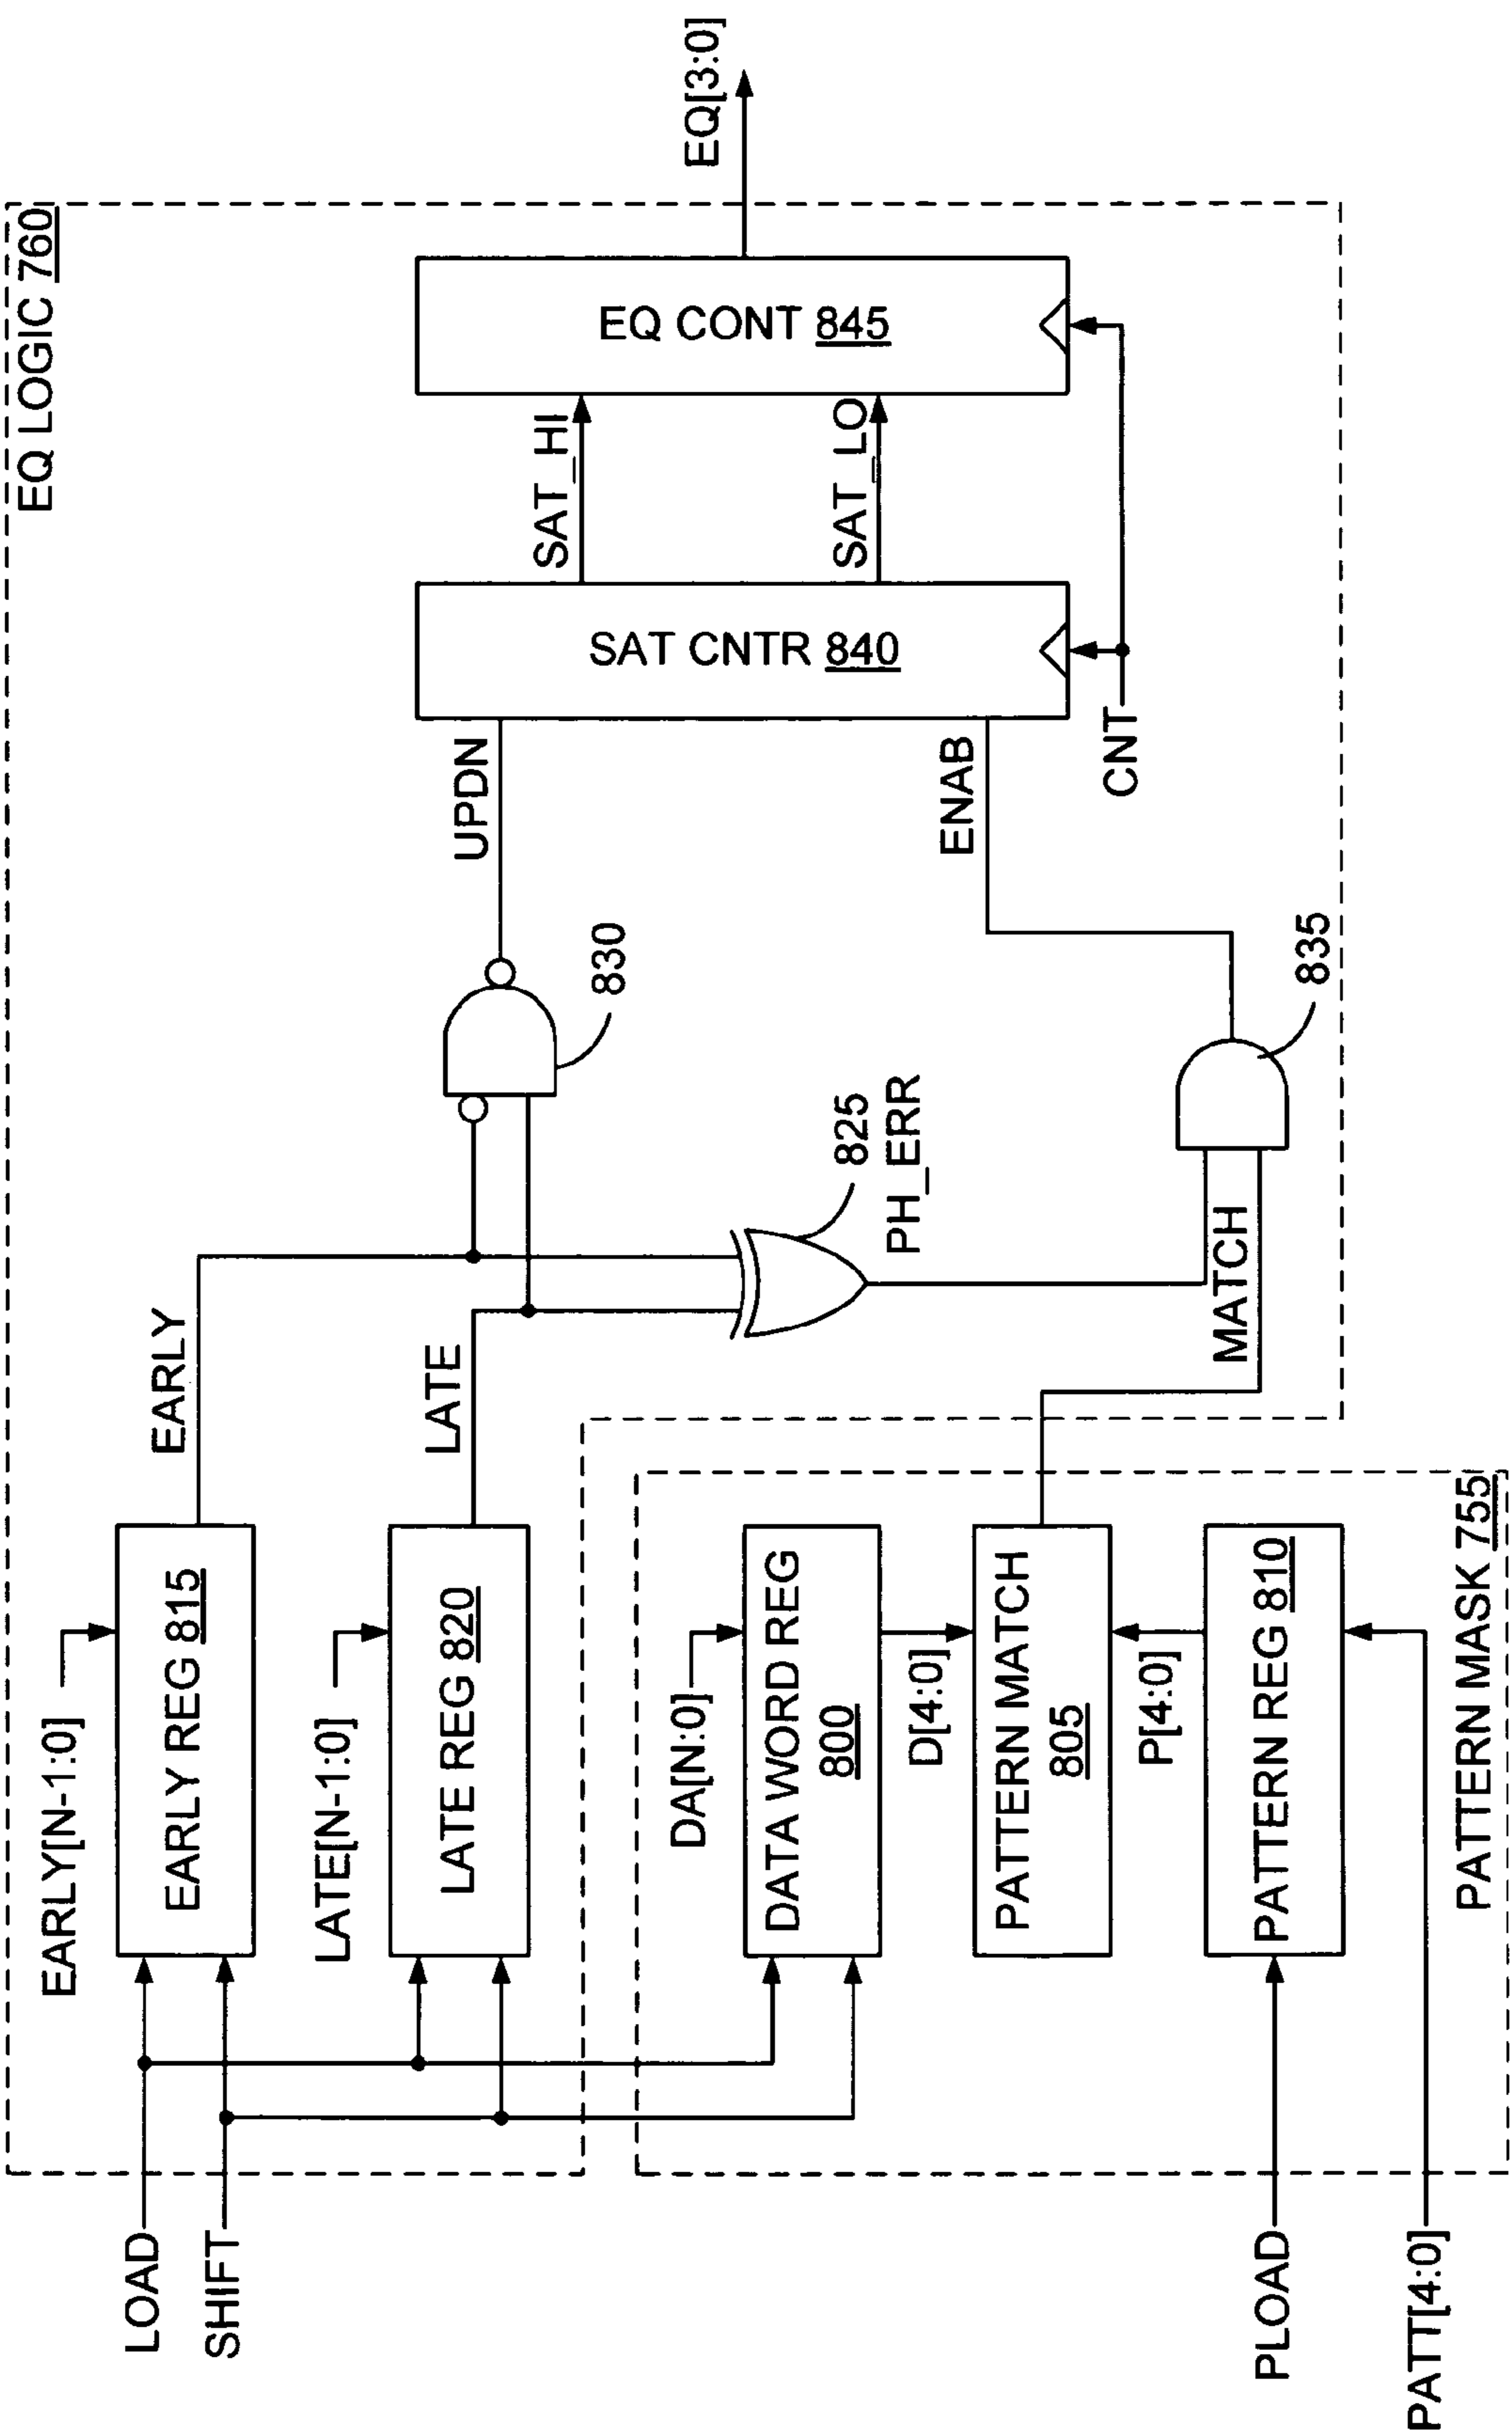 EQ LOGIC 760
LOAD
SHIFT
EARLY[N-1:0]
EARLY REG 815
EARLY
LATE[N-1:0]
LATE REG 820
LATE
830
UPDN
825
PH_ERR
SAT CNTR 840
SAT_HI
SAT_LO
EQ CONT 845
EQ[3:0]
ENAB
CNT
835
MATCH
DA[N:0]
DATA WORD REG
800
D[4:0]
PATTERN MATCH
805
P[4:0]
PATTERN REG 810
PLOAD
PATT[4:0]
PATTERN MASK 755